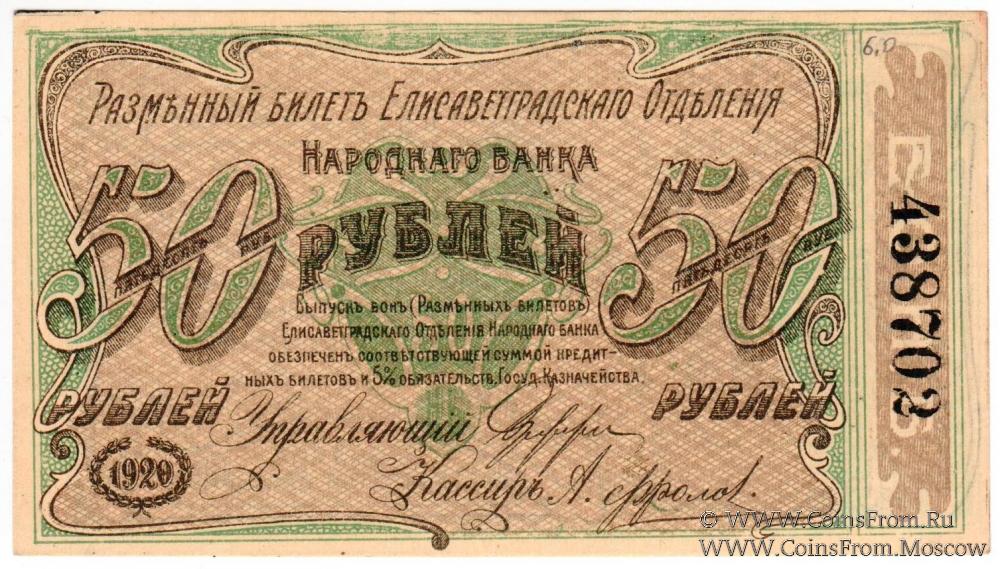 6.0
Размѣнный билетъ Елисаветградскаго Отдѣленія
Народнаго Банка
50 РУБЛЕЙ 50
ПЯТЬДЕСЯТЪ РУБ. ПЯТЬДЕСЯТЪ РУБ.
Выпускъ бонъ (Размѣнныхъ билетовъ)
Елисаветградскаго Отдѣленія Народнаго Банка
обезпеченъ соотвѣтствующей суммой кредит-
ныхъ билетовъ и 5% обязательств. Госуд. Казначейства.
РУБЛЕЙ РУБЛЕЙ
Управляющій
1920
Кассиръ А. Фролов.
438702
© WWW.CoinsFrom.Ru
WWW.CoinsFrom.Moscow